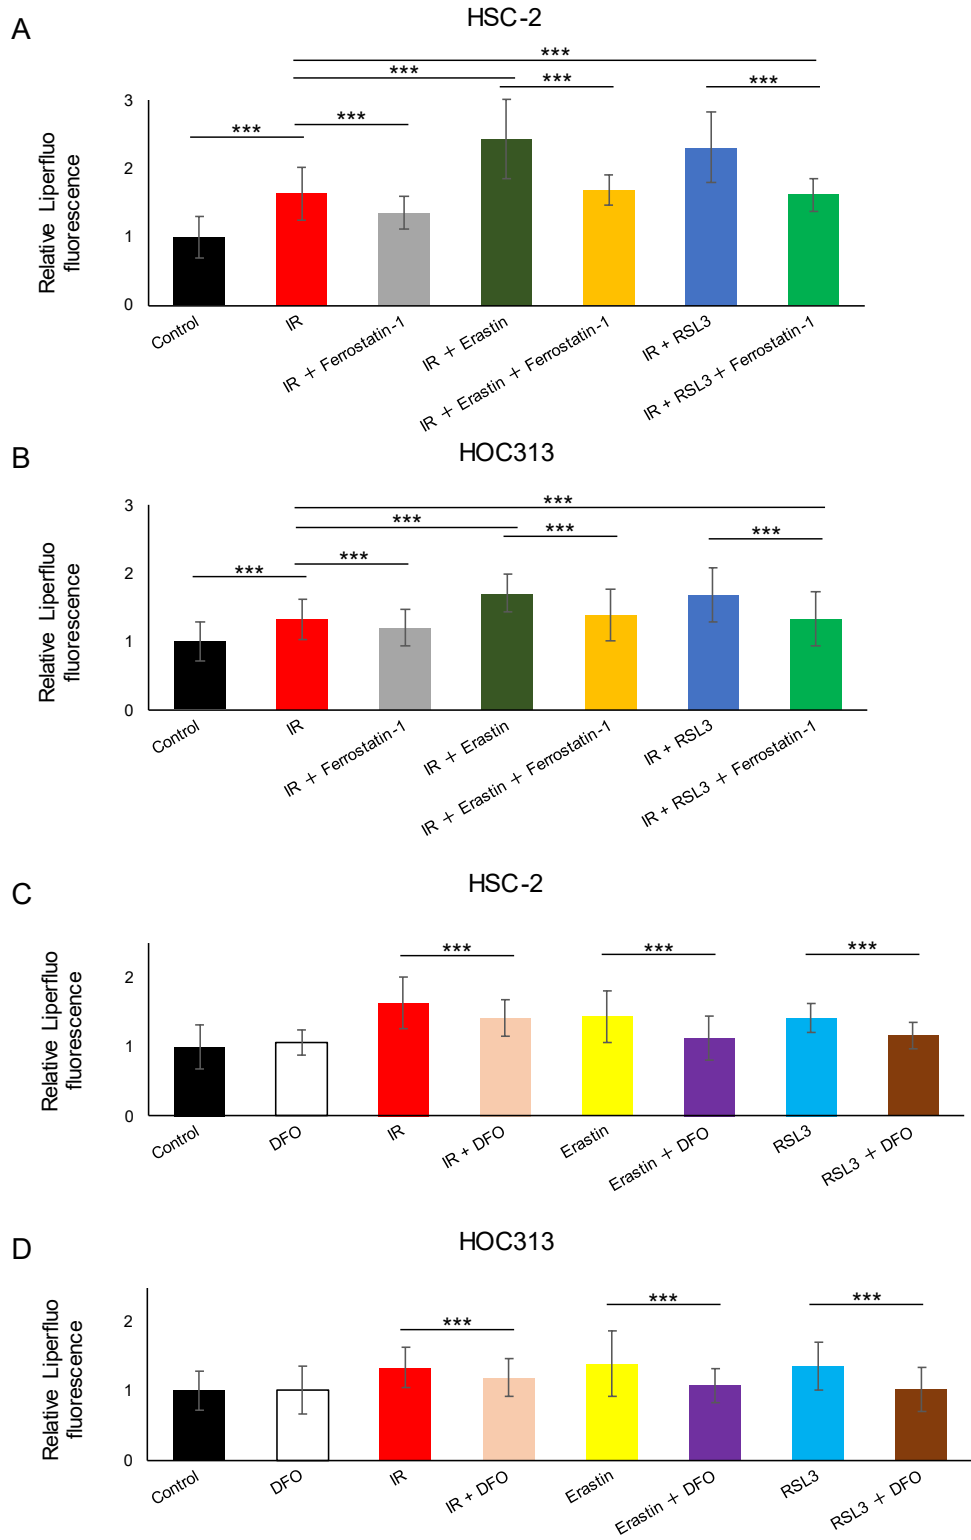 A
HSC-2
***
***
***
***
***
***
3
2
1
0
Relative Liperfluo
fluorescence
Control
IR
IR + Ferrostatin-1
IR + Erastin
IR + Erastin + Ferrostatin-1
IR + RSL3
IR + RSL3 + Ferrostatin-1
B
HOC313
***
***
***
***
***
***
3
2
1
0
Relative Liperfluo
fluorescence
Control
IR
IR + Ferrostatin-1
IR + Erastin
IR + Erastin + Ferrostatin-1
IR + RSL3
IR + RSL3 + Ferrostatin-1
C
HSC-2
***
***
***
2
1
0
Relative Liperfluo
fluorescence
Control
DFO
IR
IR + DFO
Erastin
Erastin + DFO
RSL3
RSL3 + DFO
D
HOC313
***
***
***
2
1
0
Relative Liperfluo
fluorescence
Control
DFO
IR
IR + DFO
Erastin
Erastin + DFO
RSL3
RSL3 + DFO